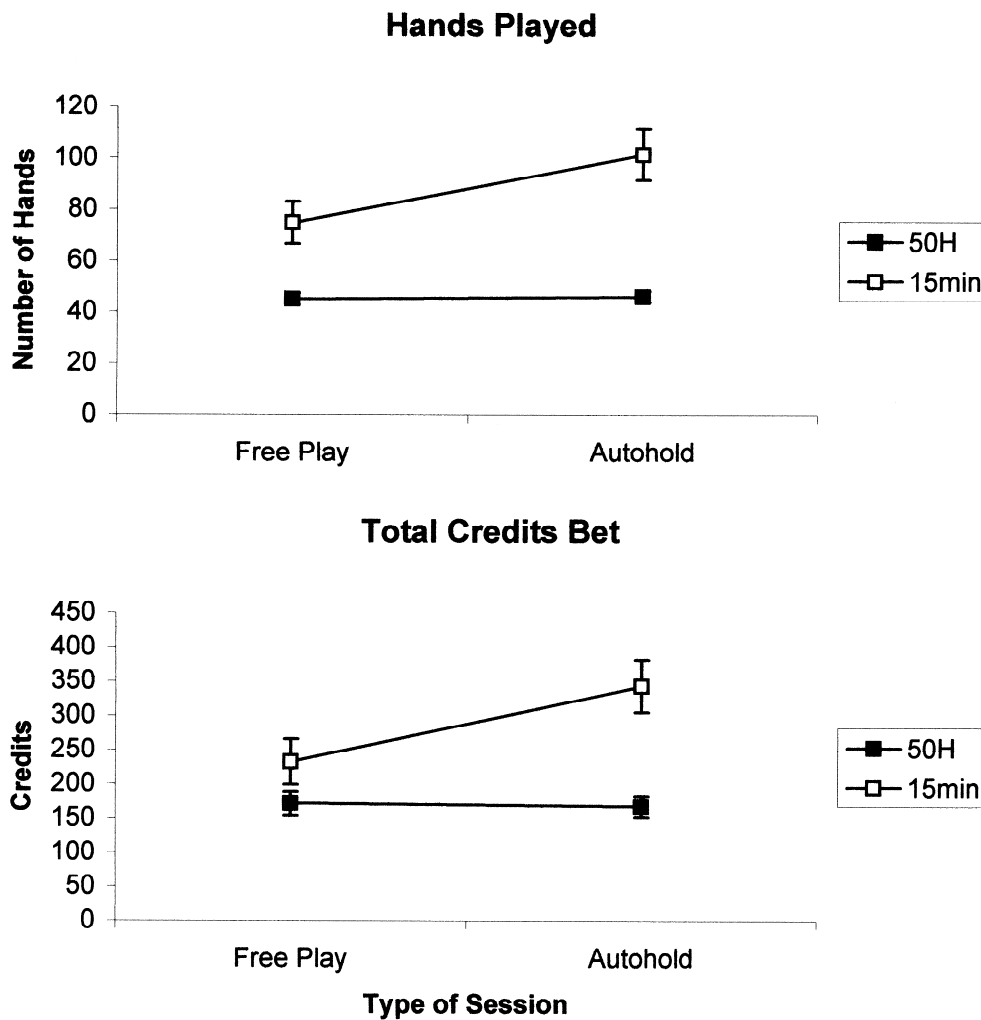 Hands Played
Number of Hands
120
100
80
60
40
20
0
Free Play
Autohold
50H
15min
Total Credits Bet
Credits
450
400
350
300
250
200
150
100
50
0
Free Play
Autohold
50H
15min
Type of Session